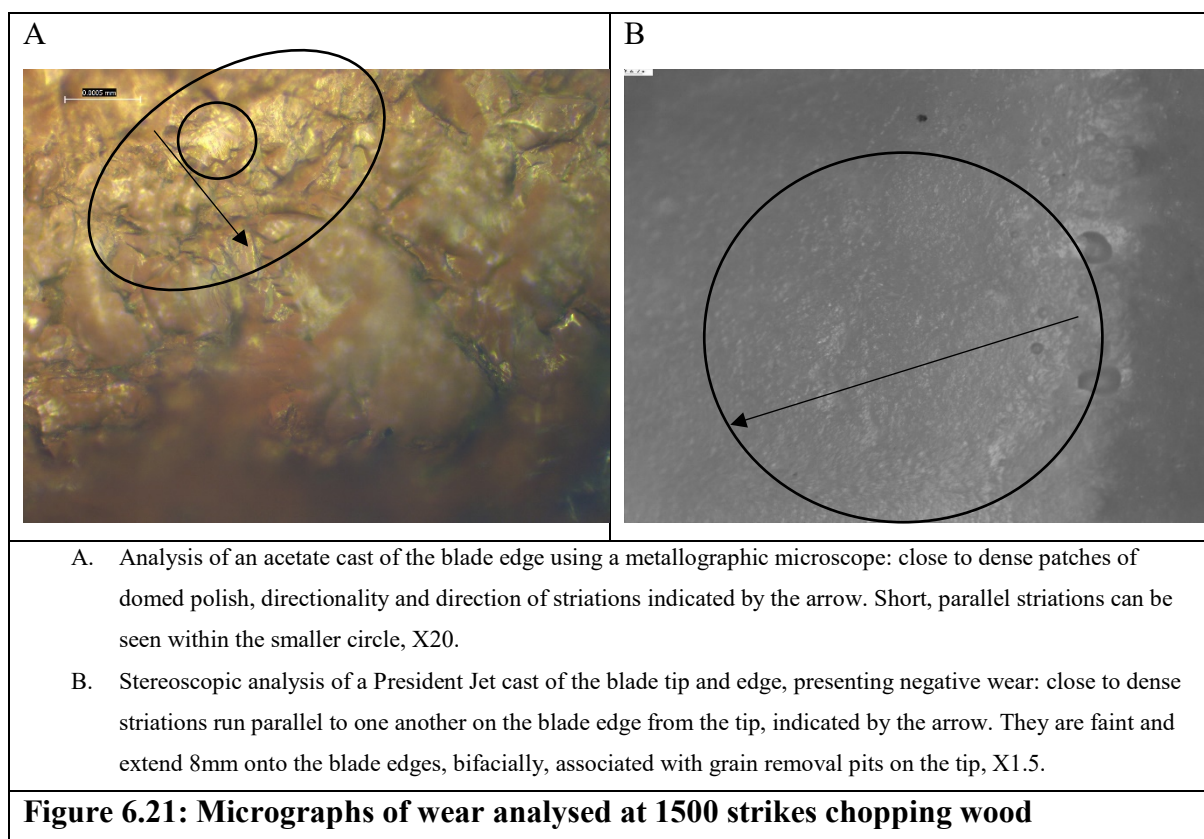 A
B
0.0005 mm
A. Analysis of an acetate cast of the blade edge using a metallographic microscope: close to dense patches of
domed polish, directionality and direction of striations indicated by the arrow. Short, parallel striations can be
seen within the smaller circle, X20.
B. Stereoscopic analysis of a President Jet cast of the blade tip and edge, presenting negative wear: close to dense
striations run parallel to one another on the blade edge from the tip, indicated by the arrow. They are faint and
extend 8mm onto the blade edges, bifacially, associated with grain removal pits on the tip, X1.5.
Figure 6.21: Micrographs of wear analysed at 1500 strikes chopping wood